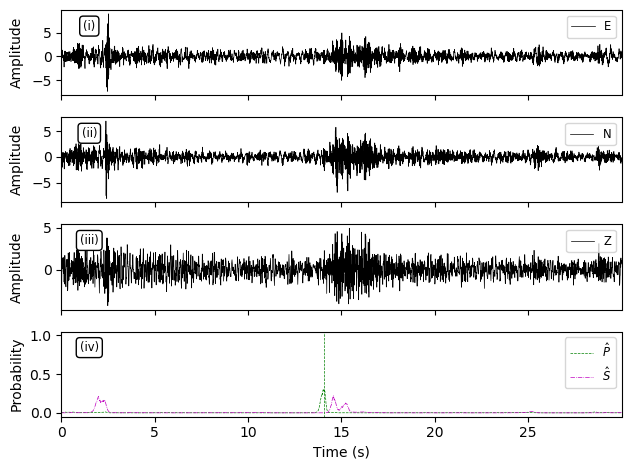 (i)
E
Amplitude
5
0
−5
(ii)
N
Amplitude
5
0
−5
(iii)
Z
Amplitude
5
0
(iv)
P̂
Ŝ
Probability
1.0
0.5
0.0
0 5 10 15 20 25
Time (s)